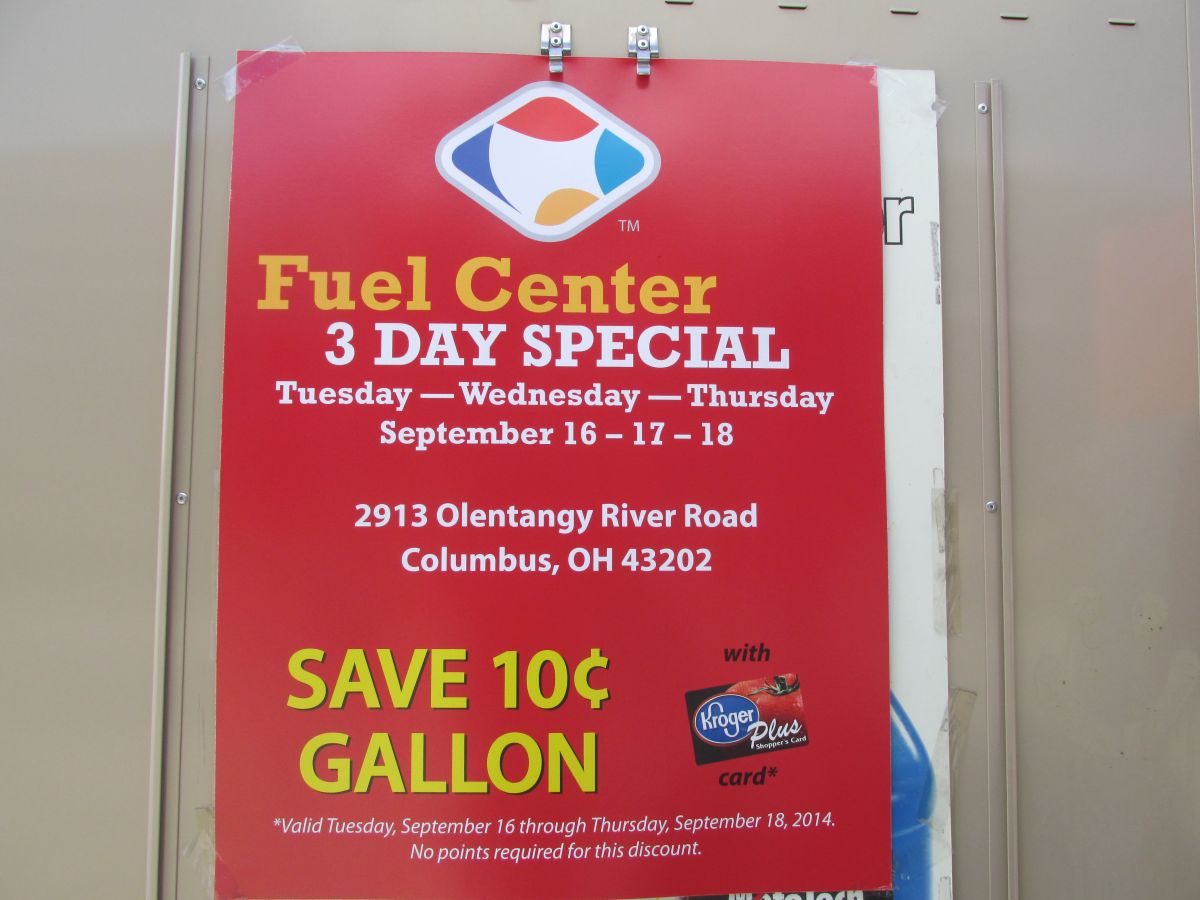 TM
Fuel Center
3 DAY SPECIAL
Tuesday — Wednesday — Thursday
September 16 – 17 – 18
2913 Olentangy River Road
Columbus, OH 43202
SAVE 10¢
GALLON
with
Kroger
Plus
Shopper's Card
card*
*Valid Tuesday, September 16 through Thursday, September 18, 2014.
No points required for this discount.